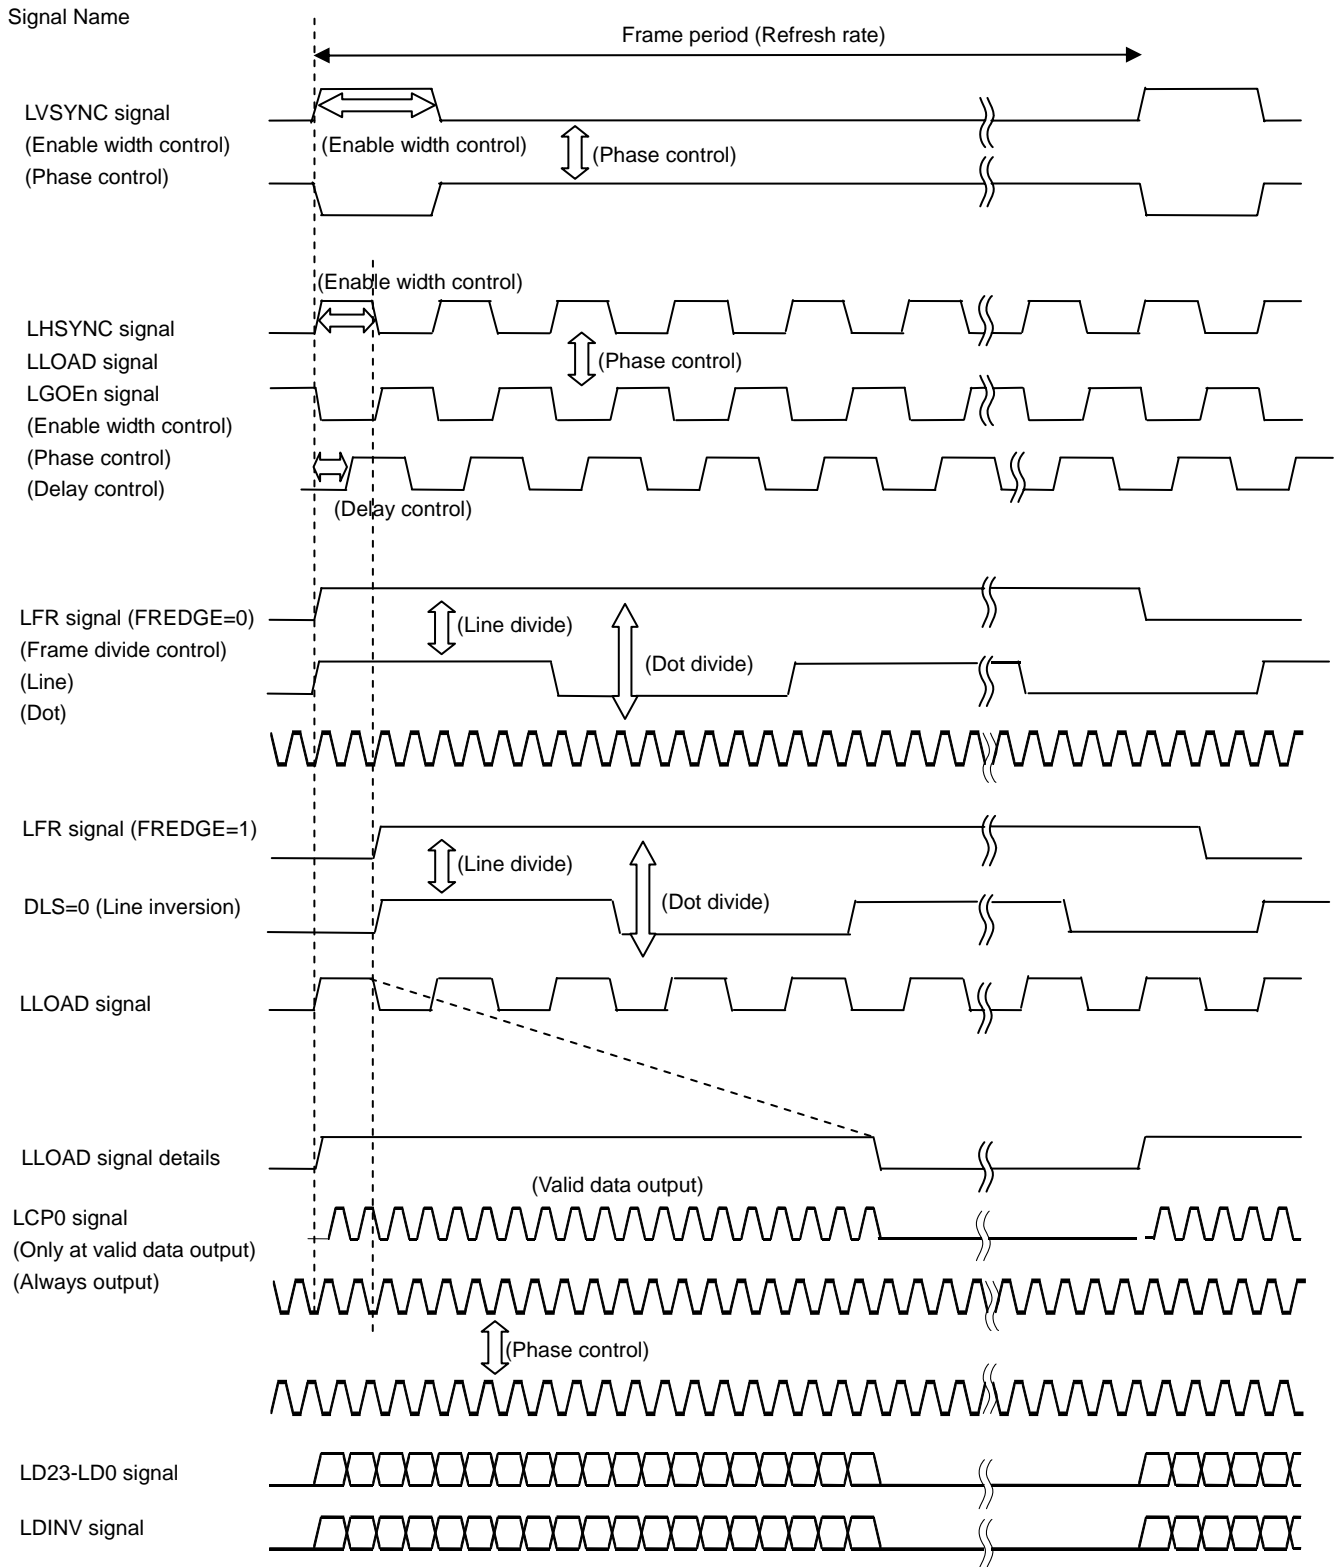 Signal Name
Frame period (Refresh rate)
LVSYNC signal
(Enable width control)
(Phase control)
(Enable width control)
(Phase control)
(Enable width control)
LHSYNC signal
LLOAD signal
LGOEn signal
(Enable width control)
(Phase control)
(Delay control)
(Phase control)
(Delay control)
LFR signal (FREDGE=0)
(Frame divide control)
(Line)
(Dot)
(Line divide)
(Dot divide)
LFR signal (FREDGE=1)
(Line divide)
DLS=0 (Line inversion)
(Dot divide)
LLOAD signal
LLOAD signal details
(Valid data output)
LCP0 signal
(Only at valid data output)
(Always output)
(Phase control)
LD23-LD0 signal
LDINV signal